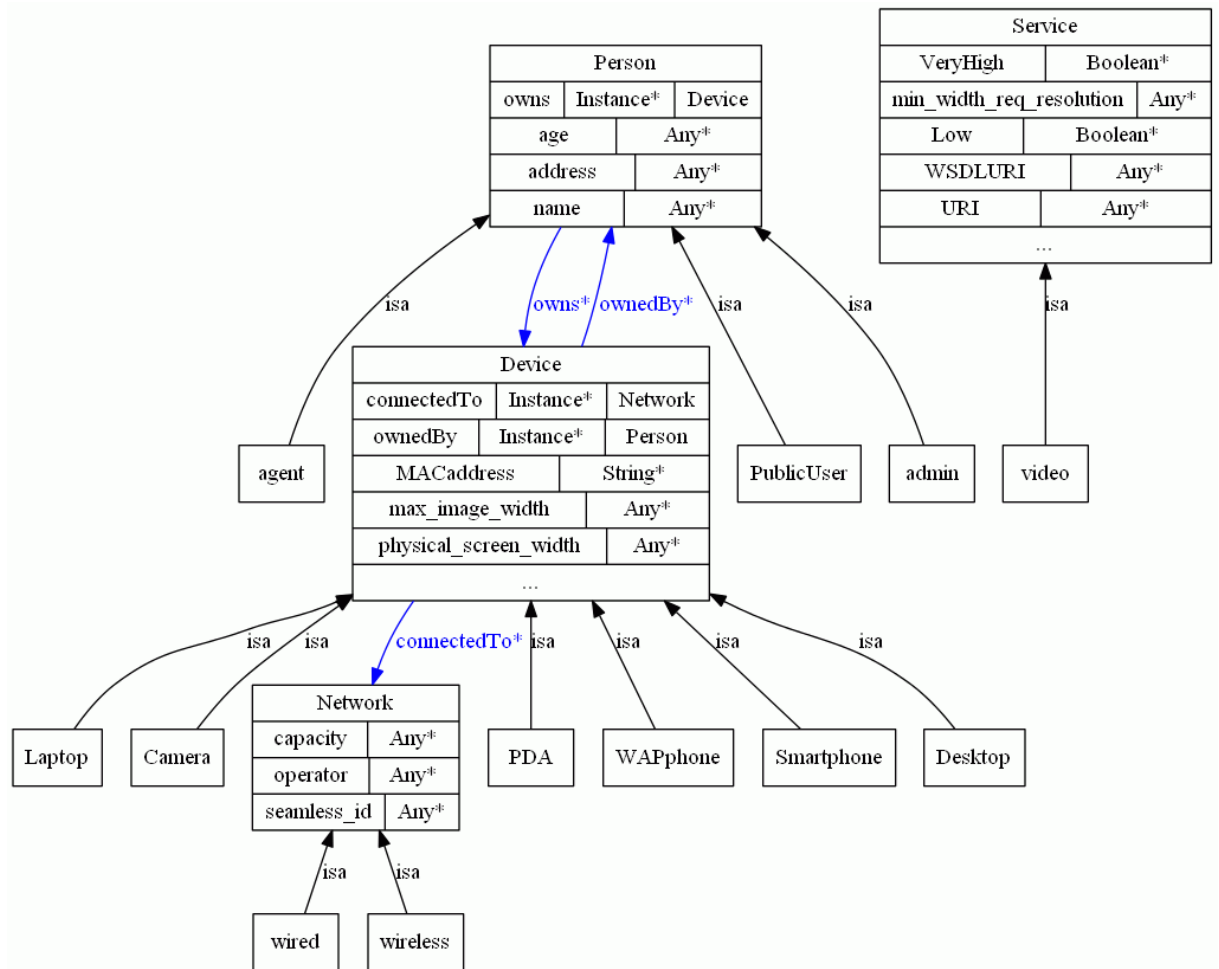 Service
VeryHigh Boolean*
min_width_req_resolution Any*
Low Boolean*
WSDLURI Any*
URI Any*
...
Person
owns Instance* Device
age Any*
address Any*
name Any*
isa owns* ownedBy* isa isa isa
Device
connectedTo Instance* Network
ownedBy Instance* Person
MACaddress String*
max_image_width Any*
physical_screen_width Any*
...
agent PublicUser admin video
isa isa connectedTo* isa isa isa isa
Network
capacity Any*
operator Any*
seamless_id Any*
Laptop Camera PDA WAPphone Smartphone Desktop
isa isa
wired wireless